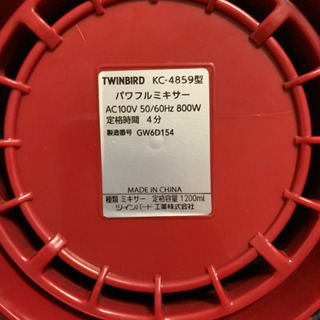 TWINBIRD KC-4859型
パワフルミキサー
AC100V 50/60Hz 800W
定格時間 4分
製造番号 GW6D154
MADE IN CHINA
種類 ミキサー 定格容量 1200ml
ツインバード工業株式会社